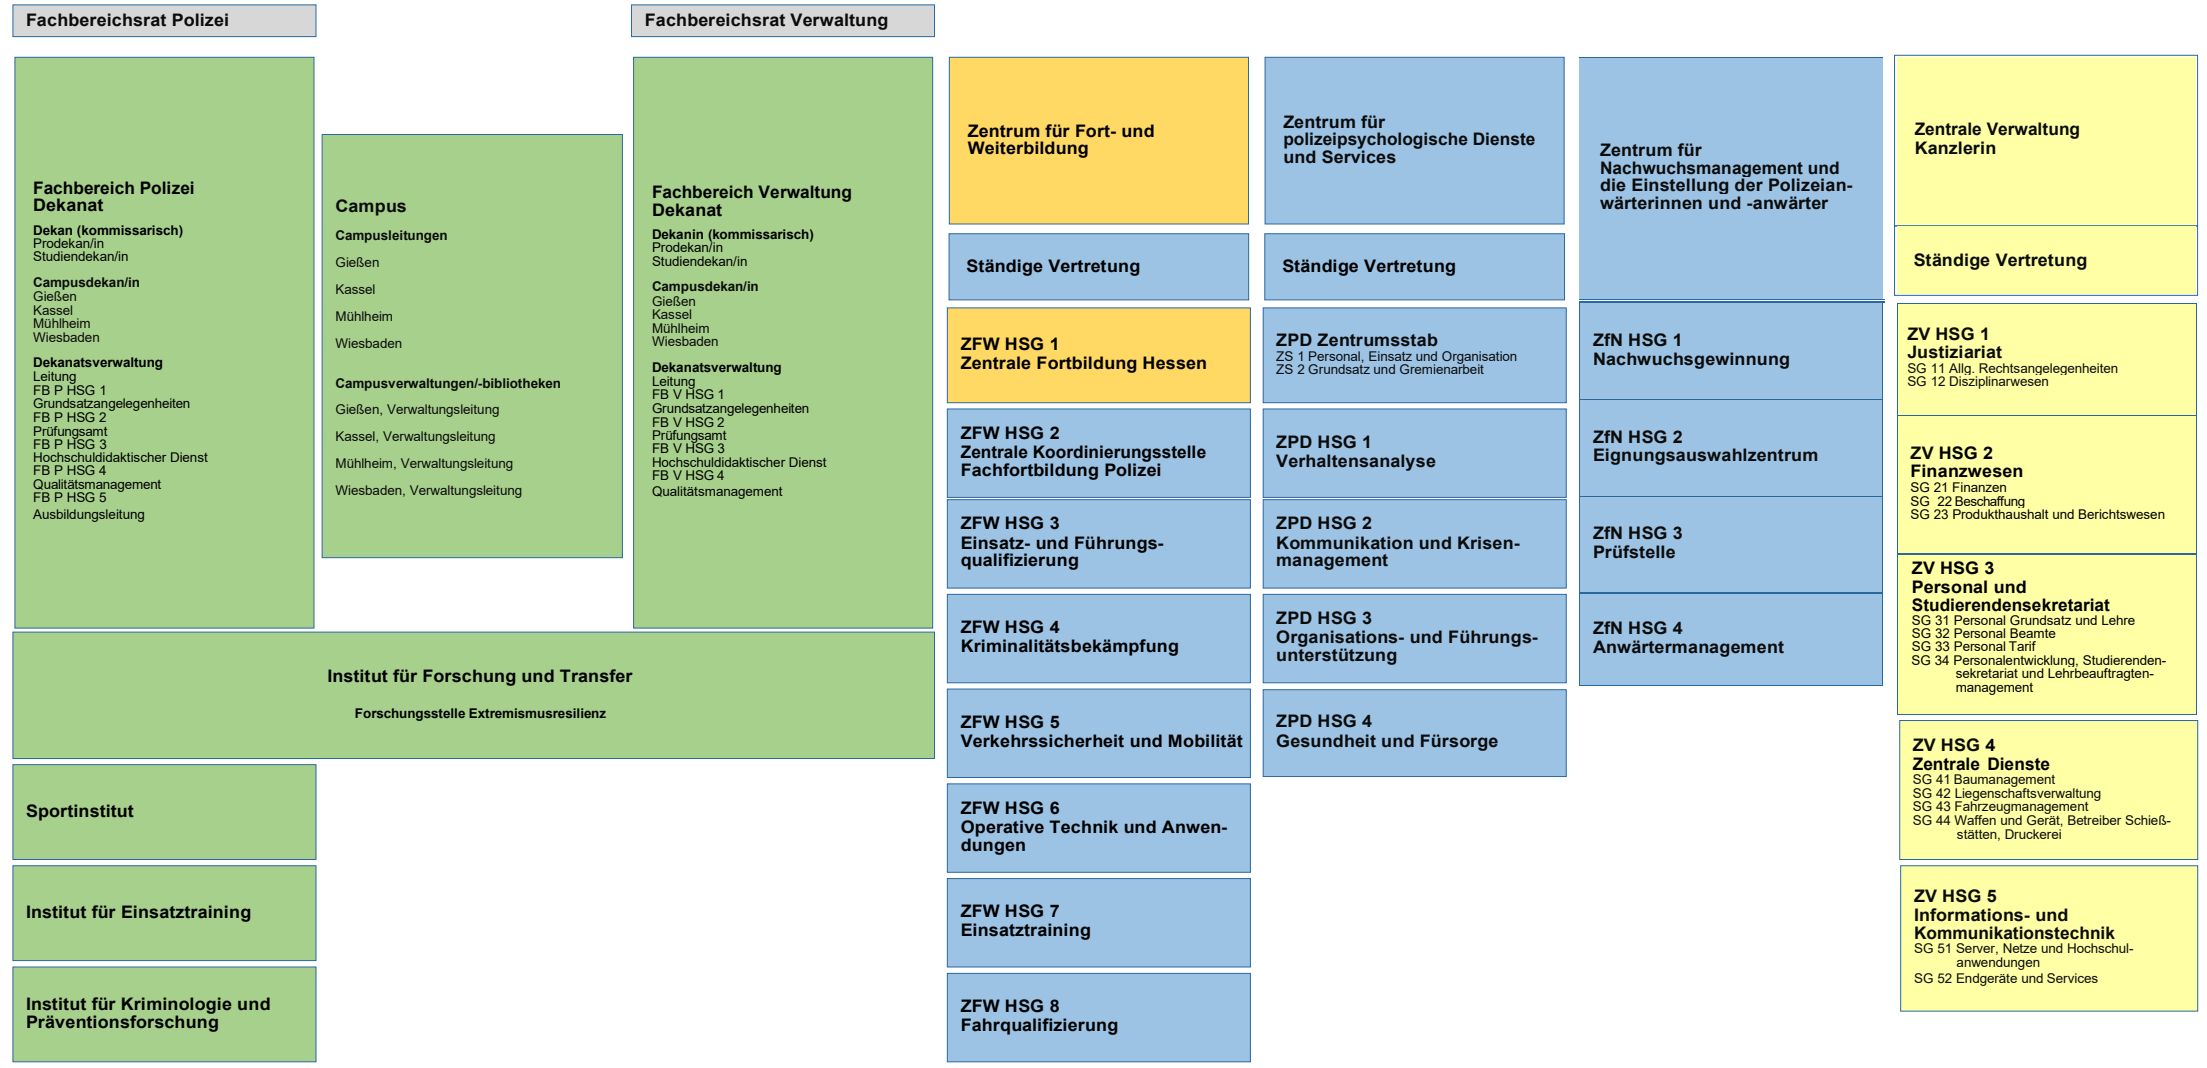 Fachbereichsrat Polizei
Fachbereichsrat Verwaltung
Fachbereich Polizei
Dekanat
Dekan (kommissarisch)
Prodekan/in
Studiendekan/in
Campusdekan/in
Gießen
Kassel
Mühlheim
Wiesbaden
Dekanatsverwaltung
Leitung
FB P HSG 1
Grundsatzangelegenheiten
FB P HSG 2
Prüfungsamt
FB P HSG 3
Hochschuldidaktischer Dienst
FB P HSG 4
Qualitätsmanagement
FB P HSG 5
Ausbildungsleitung
Campus
Campusleitungen
Gießen
Kassel
Mühlheim
Wiesbaden
Campusverwaltungen/-bibliotheken
Gießen, Verwaltungsleitung
Kassel, Verwaltungsleitung
Mühlheim, Verwaltungsleitung
Wiesbaden, Verwaltungsleitung
Fachbereich Verwaltung
Dekanat
Dekanin (kommissarisch)
Prodekan/in
Studiendekan/in
Campusdekan/in
Gießen
Kassel
Mühlheim
Wiesbaden
Dekanatsverwaltung
Leitung
FB V HSG 1
Grundsatzangelegenheiten
FB V HSG 2
Prüfungsamt
FB V HSG 3
Hochschuldidaktischer Dienst
FB V HSG 4
Qualitätsmanagement
Institut für Forschung und Transfer
Forschungsstelle Extremismusresilienz
Sportinstitut
Institut für Einsatztraining
Institut für Kriminologie und
Präventionsforschung
Zentrum für Fort- und
Weiterbildung
Ständige Vertretung
ZFW HSG 1
Zentrale Fortbildung Hessen
ZFW HSG 2
Zentrale Koordinierungsstelle
Fachfortbildung Polizei
ZFW HSG 3
Einsatz- und Führungs-
qualifizierung
ZFW HSG 4
Kriminalitätsbekämpfung
ZFW HSG 5
Verkehrssicherheit und Mobilität
ZFW HSG 6
Operative Technik und Anwen-
dungen
ZFW HSG 7
Einsatztraining
ZFW HSG 8
Fahrqualifizierung
Zentrum für
polizeipsychologische Dienste
und Services
Ständige Vertretung
ZPD Zentrumsstab
ZS 1 Personal, Einsatz und Organisation
ZS 2 Grundsatz und Gremienarbeit
ZPD HSG 1
Verhaltensanalyse
ZPD HSG 2
Kommunikation und Krisen-
management
ZPD HSG 3
Organisations- und Führungs-
unterstützung
ZPD HSG 4
Gesundheit und Fürsorge
Zentrum für
Nachwuchsmanagement und
die Einstellung der Polizeian-
wärterinnen und -anwärter
ZfN HSG 1
Nachwuchsgewinnung
ZfN HSG 2
Eignungsauswahlzentrum
ZfN HSG 3
Prüfstelle
ZfN HSG 4
Anwärtermanagement
Zentrale Verwaltung
Kanzlerin
Ständige Vertretung
ZV HSG 1
Justiziariat
SG 11 Allg. Rechtsangelegenheiten
SG 12 Disziplinarwesen
ZV HSG 2
Finanzwesen
SG 21 Finanzen
SG 22 Beschaffung
SG 23 Produkthaushalt und Berichtswesen
ZV HSG 3
Personal und
Studierendensekretariat
SG 31 Personal Grundsatz und Lehre
SG 32 Personal Beamte
SG 33 Personal Tarif
SG 34 Personalentwicklung, Studierenden-
sekretariat und Lehrbeauftragten-
management
ZV HSG 4
Zentrale Dienste
SG 41 Baumanagement
SG 42 Liegenschaftsverwaltung
SG 43 Fahrzeugmanagement
SG 44 Waffen und Gerät, Betreiber Schieß-
stätten, Druckerei
ZV HSG 5
Informations- und
Kommunikationstechnik
SG 51 Server, Netze und Hochschul-
anwendungen
SG 52 Endgeräte und Services